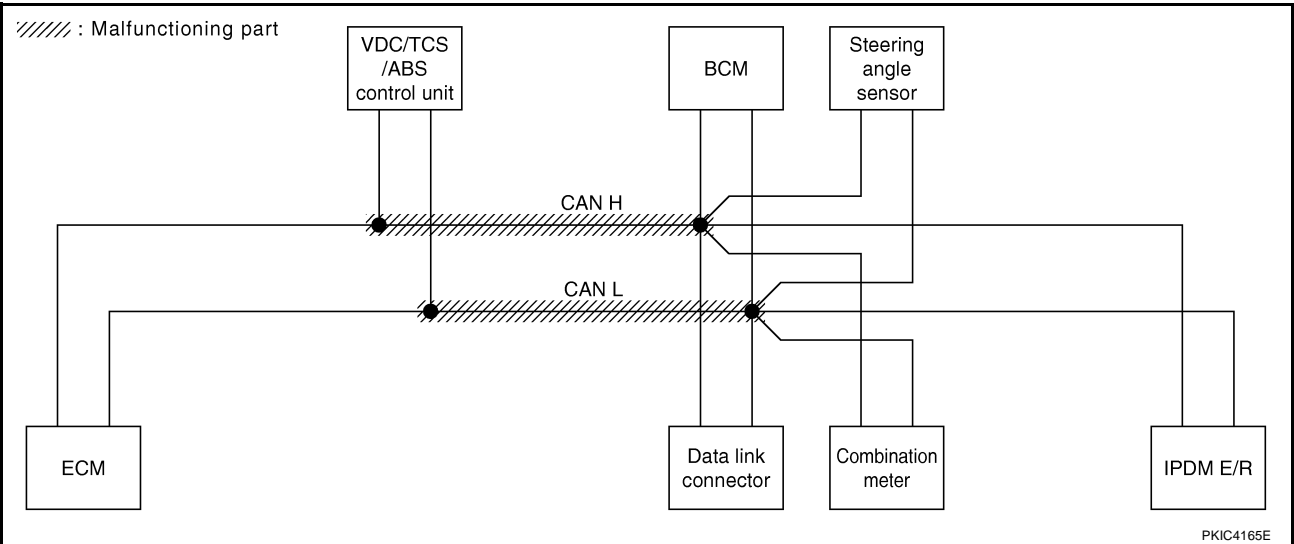 : Malfunctioning part
VDC/TCS
/ABS
control unit
BCM
Steering
angle
sensor
CAN H
CAN L
ECM
Data link
connector
Combination
meter
IPDM E/R
PKIC4165E